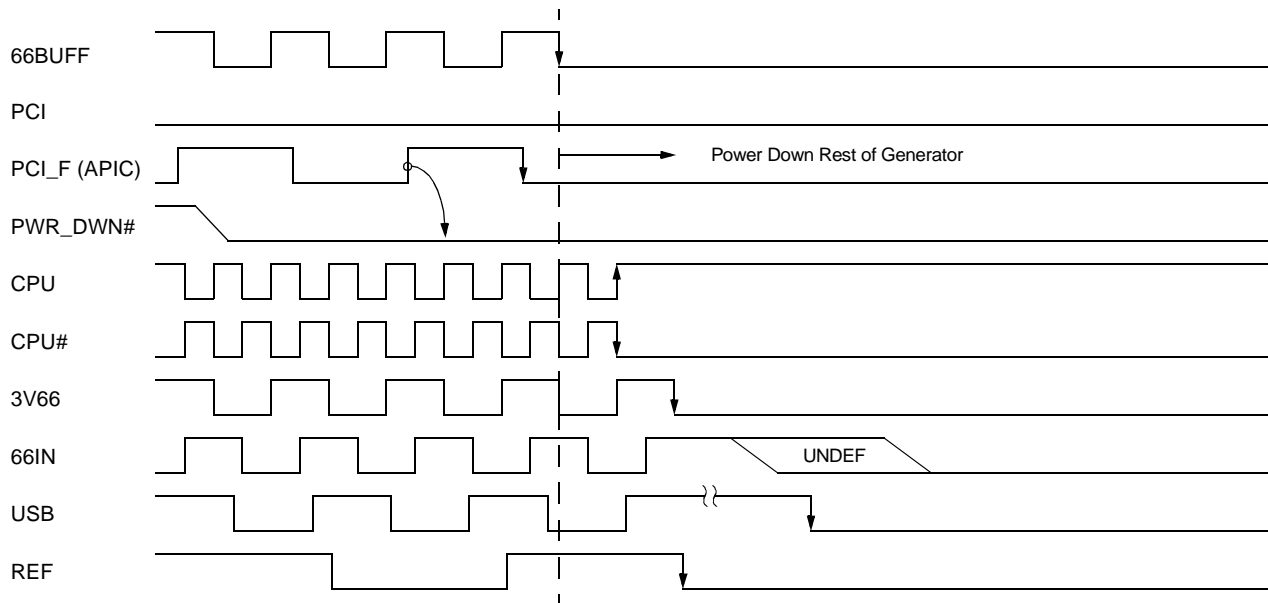 66BUFF
PCI
PCI_F (APIC)
Power Down Rest of Generator
PWR_DWN#
CPU
CPU#
3V66
66IN
UNDEF
USB
REF